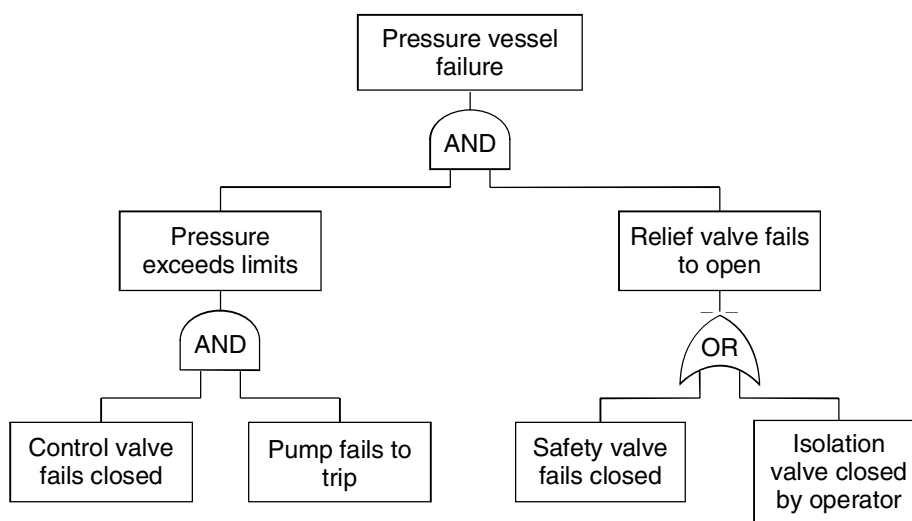 Pressure vessel
failure
AND
Pressure
exceeds limits
Relief valve fails
to open
AND
OR
Control valve
fails closed
Pump fails to
trip
Safety valve
fails closed
Isolation
valve closed
by operator